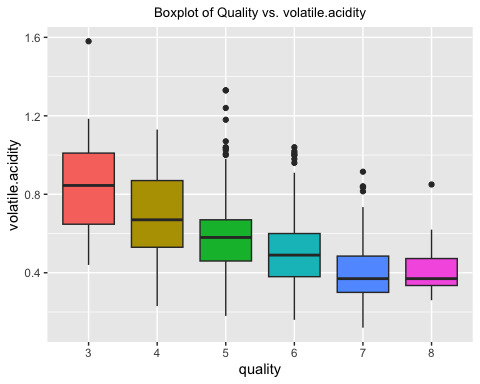 Boxplot of Quality vs. volatile.acidity
1.6
1.2
0.8
0.4
volatile.acidity
3 4 5 6 7 8
quality